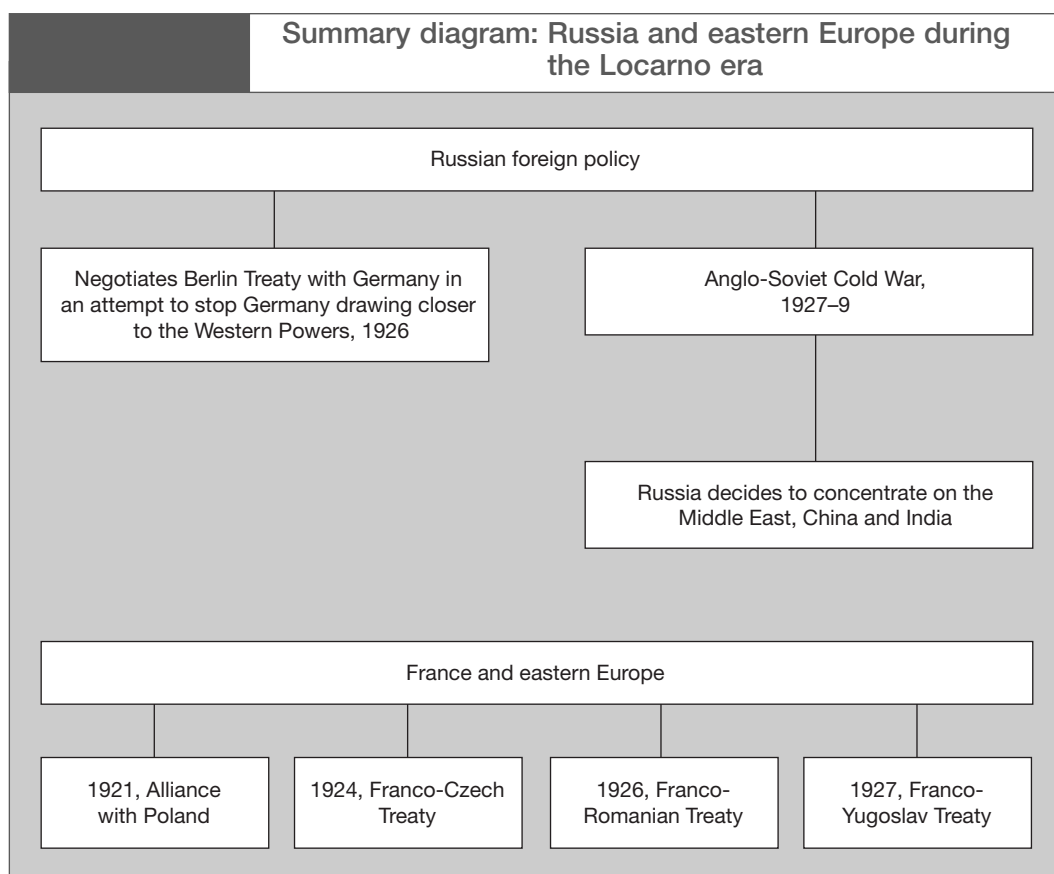 Summary diagram: Russia and eastern Europe during
the Locarno era
Russian foreign policy
Negotiates Berlin Treaty with Germany in
an attempt to stop Germany drawing closer
to the Western Powers, 1926
Anglo-Soviet Cold War,
1927–9
Russia decides to concentrate on the
Middle East, China and India
France and eastern Europe
1921, Alliance
with Poland
1924, Franco-Czech
Treaty
1926, Franco-
Romanian Treaty
1927, Franco-
Yugoslav Treaty